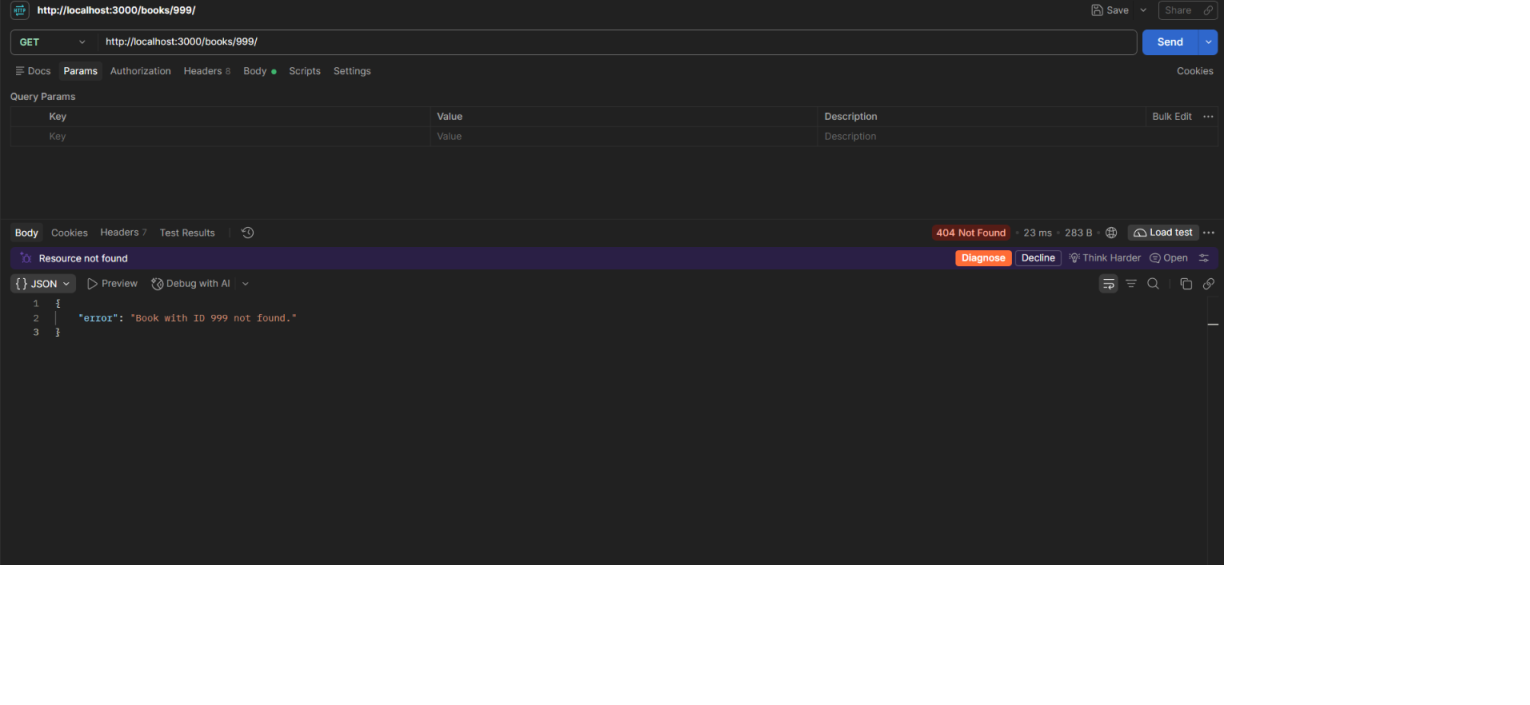 HTTP http://localhost:3000/books/999/ Save Share
GET http://localhost:3000/books/999/ Send
Docs Params Authorization Headers 8 Body Scripts Settings Cookies
Query Params
Key Value Description Bulk Edit
Key Value Description
Body Cookies Headers 7 Test Results 404 Not Found 23 ms 283 B Load test
Resource not found Diagnose Decline Think Harder Open
{} JSON Preview Debug with AI
1 {
2 "error": "Book with ID 999 not found."
3 }